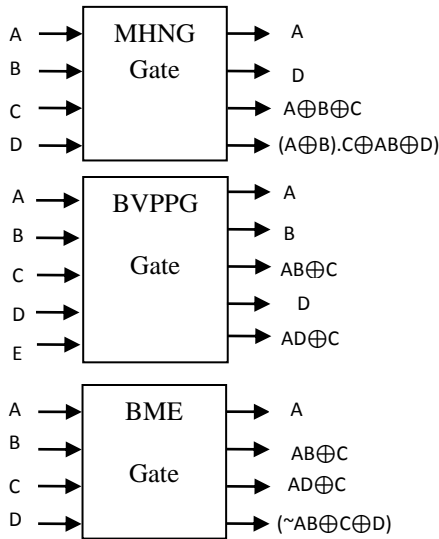 A MHNG A
B Gate D
C A⊕B⊕C
D (A⊕B).C⊕AB⊕D)
A BVPPG A
B B
C Gate AB⊕C
D D
E AD⊕C
A BME A
B AB⊕C
C Gate AD⊕C
D (~AB⊕C⊕D)